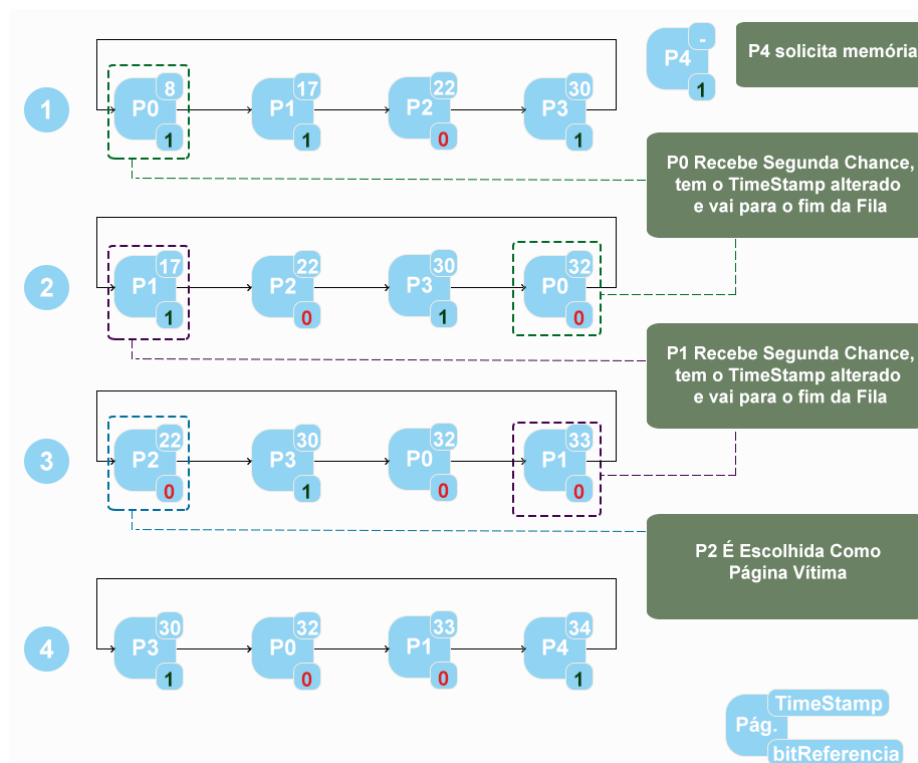 1
P0
8
1
P1
17
1
P2
22
0
P3
30
1
P4
-
1
P4 solicita memória
P0 Recebe Segunda Chance,
tem o TimeStamp alterado
e vai para o fim da Fila
2
P1
17
1
P2
22
0
P3
30
1
P0
32
0
P1 Recebe Segunda Chance,
tem o TimeStamp alterado
e vai para o fim da Fila
3
P2
22
0
P3
30
1
P0
32
0
P1
33
0
P2 É Escolhida Como
Página Vítima
4
P3
30
1
P0
32
0
P1
33
0
P4
34
1
TimeStamp
Pág.
bitReferencia